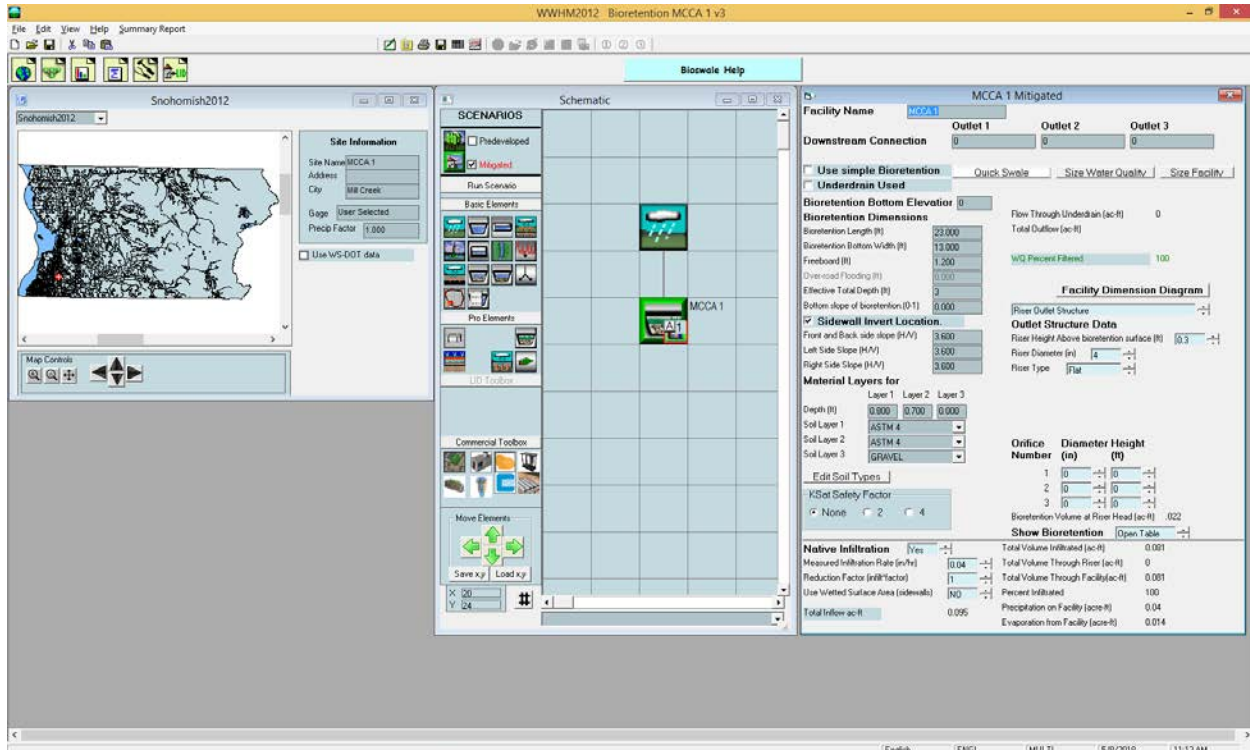 WWHM2012 Bioretention MCCA 1 v3
File Edit View Help Summary Report
Bioswale Help
Snohomish2012
Snohomish2012
Site Information
Site Name MCCA 1
Address
City Mill Creek
Gage User Selected
Precip Factor 1.000
Use WS-DOT data
Map Controls
Schematic
SCENARIOS
Predeveloped
Mitigated
Run Scenario
Basic Elements
Pro Elements
LID Toolbox
Commercial Toolbox
Move Elements
Save x,y Load x,y
X 20
Y 24
MCCA 1
A 1
MCCA 1 Mitigated
Facility Name MCCA 1
Outlet 1 Outlet 2 Outlet 3
Downstream Connection 0 0 0
Use simple Bioretention Quick Swale Size Water Quality Size Facility
Underdrain Used
Bioretention Bottom Elevation 0
Bioretention Dimensions
Bioretention Length (ft) 23.000
Bioretention Bottom Width (ft) 13.000
Freeboard (ft) 1.200
Over-road Flooding (ft) 0.000
Effective Total Depth (ft) 3
Bottom slope of bioretention.(0-1) 0.000
Sidewall Invert Location.
Front and Back side slope (H/V) 3.600
Left Side Slope (H/V) 3.600
Right Side Slope (H/V) 3.600
Material Layers for
Layer 1 Layer 2 Layer 3
Depth (ft) 0.800 0.700 0.000
Soil Layer 1 ASTM 4
Soil Layer 2 ASTM 4
Soil Layer 3 GRAVEL
Edit Soil Types
KSat Safety Factor
None 2 4
Flow Through Underdrain (ac-ft) 0
Total Outflow (ac-ft)
WQ Percent Filtered 100
Facility Dimension Diagram
Riser Outlet Structure
Outlet Structure Data
Riser Height Above bioretention surface (ft) 0.3
Riser Diameter (in) 4
Riser Type Flat
Orifice Diameter Height
Number (in) (ft)
1 0 0
2 0 0
3 0 0
Bioretention Volume at Riser Head (ac-ft) .022
Show Bioretention Open Table
Native Infiltration Yes
Measured Infiltration Rate (in/hr) 0.04
Reduction Factor (infilt*factor) 1
Use Wetted Surface Area (sidewalls) NO
Total Inflow ac-ft 0.095
Total Volume Infiltrated (ac-ft) 0.081
Total Volume Through Riser (ac-ft) 0
Total Volume Through Facility(ac-ft) 0.081
Percent Infiltrated 100
Precipitation on Facility (acre-ft) 0.04
Evaporation from Facility (acre-ft) 0.014
English ENGL MULTI 5/8/2019 11:12 AM